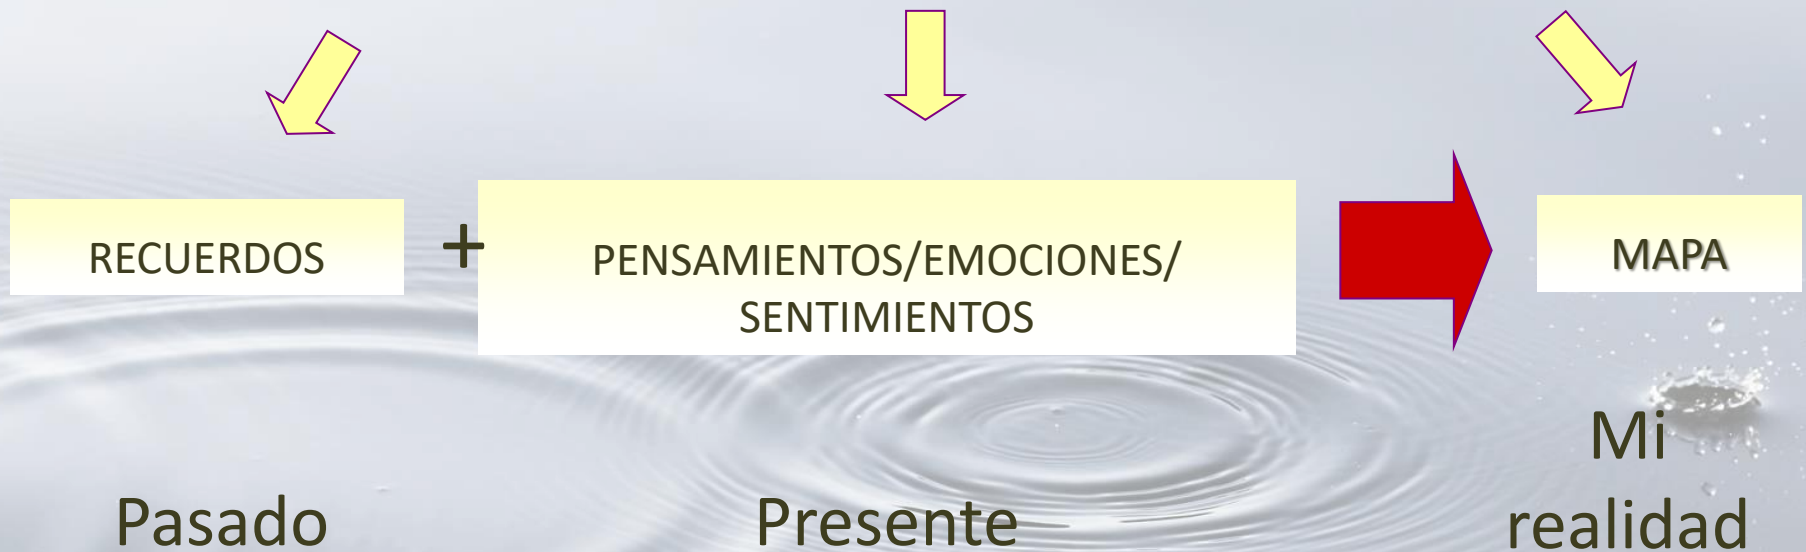 RECUERDOS
+
PENSAMIENTOS/EMOCIONES/
SENTIMIENTOS
MAPA
Pasado
Presente
Mi
realidad